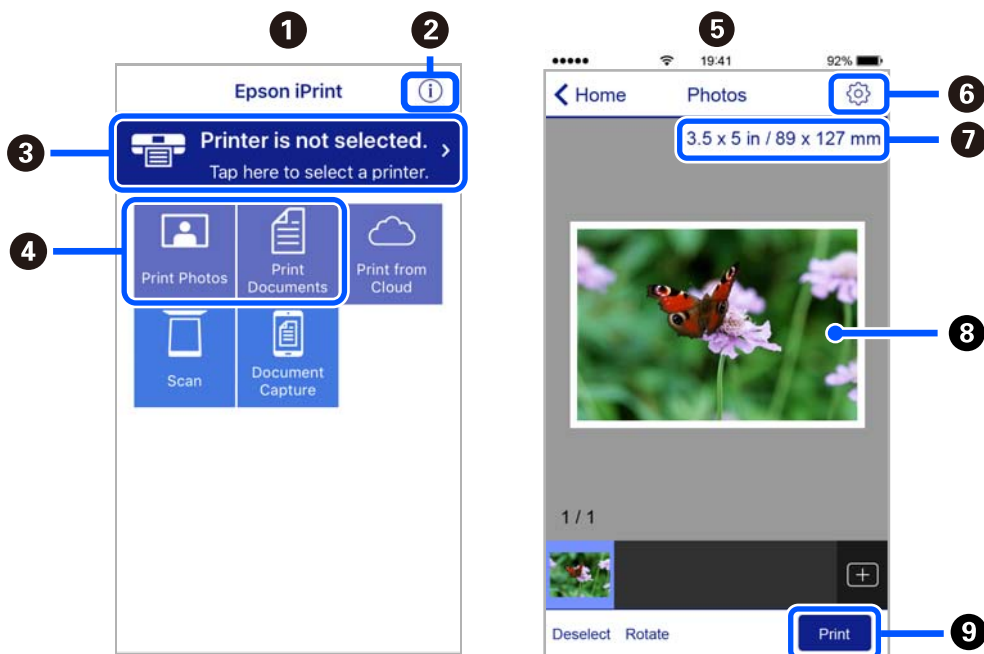 1
2
Epson iPrint
3
Printer is not selected.
Tap here to select a printer.
4
Print Photos
Print
Documents
Print from
Cloud
Scan
Document
Capture
5
19:41
92%
Home
Photos
6
3.5 x 5 in / 89 x 127 mm
7
8
1 / 1
Deselect
Rotate
Print
9